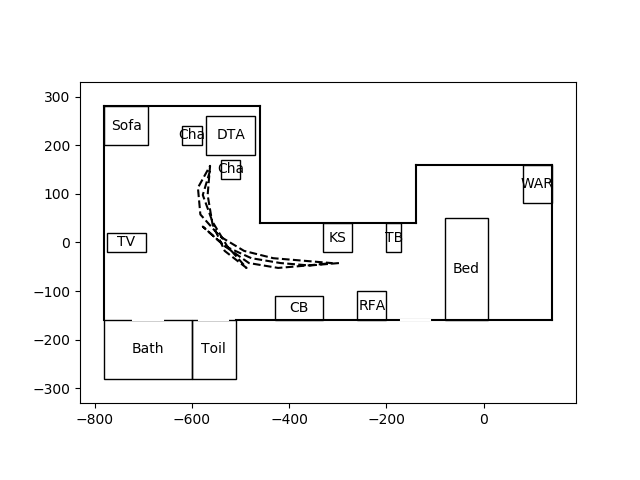 300
200
100
0
−100
−200
−300
−800
−600
−400
−200
0
Sofa
Cha
DTA
Cha
WAR
TV
KS
TB
Bed
CB
RFA
Bath
Toil